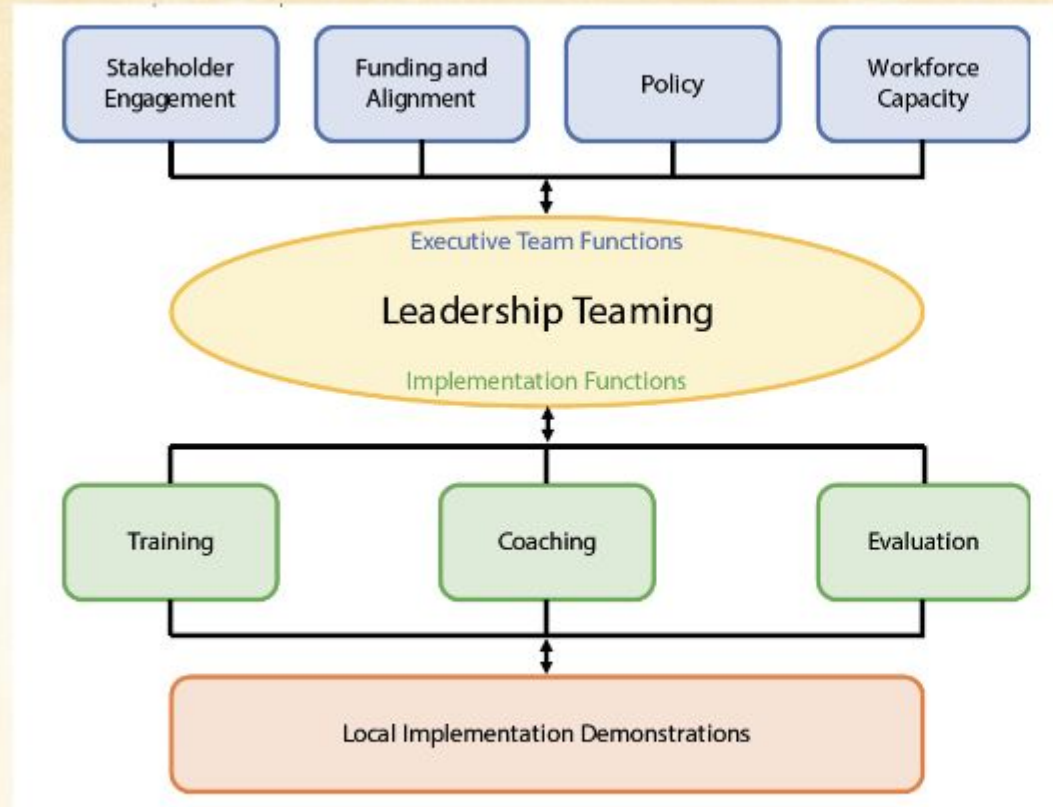 Stakeholder
Engagement
Funding and
Alignment
Policy
Workforce
Capacity
Executive Team Functions
Leadership Teaming
Implementation Functions
Training
Coaching
Evaluation
Local Implementation Demonstrations